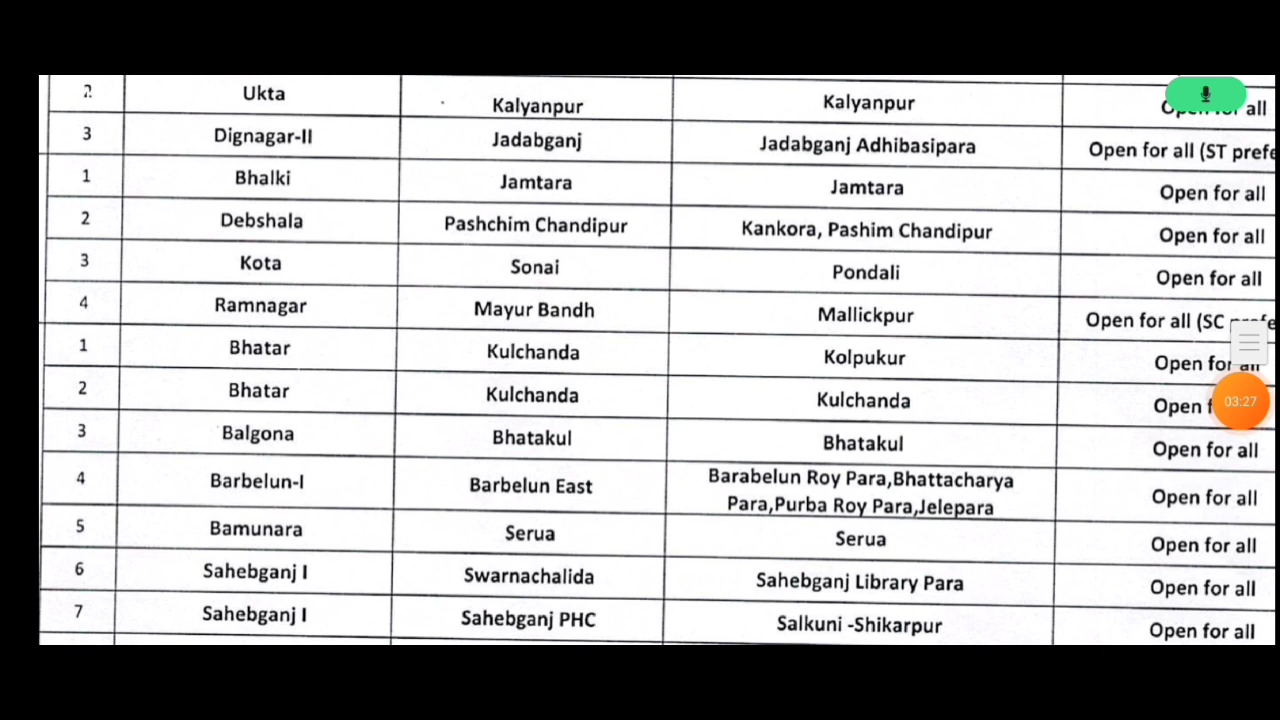 2 Ukta Kalyanpur Kalyanpur Open for all
3 Dignagar-II Jadabganj Jadabganj Adhibasipara Open for all (ST prefe
1 Bhalki Jamtara Jamtara Open for all
2 Debshala Pashchim Chandipur Kankora, Pashim Chandipur Open for all
3 Kota Sonai Pondali Open for all
4 Ramnagar Mayur Bandh Mallickpur Open for all (SC prefe
1 Bhatar Kulchanda Kolpukur Open for all
2 Bhatar Kulchanda Kulchanda Open
3 Balgona Bhatakul Bhatakul Open for all
4 Barbelun-I Barbelun East Barabelun Roy Para,Bhattacharya
Para,Purba Roy Para,Jelepara Open for all
5 Bamunara Serua Serua Open for all
6 Sahebganj I Swarnachalida Sahebganj Library Para Open for all
7 Sahebganj I Sahebganj PHC Salkuni -Shikarpur Open for all
03:27